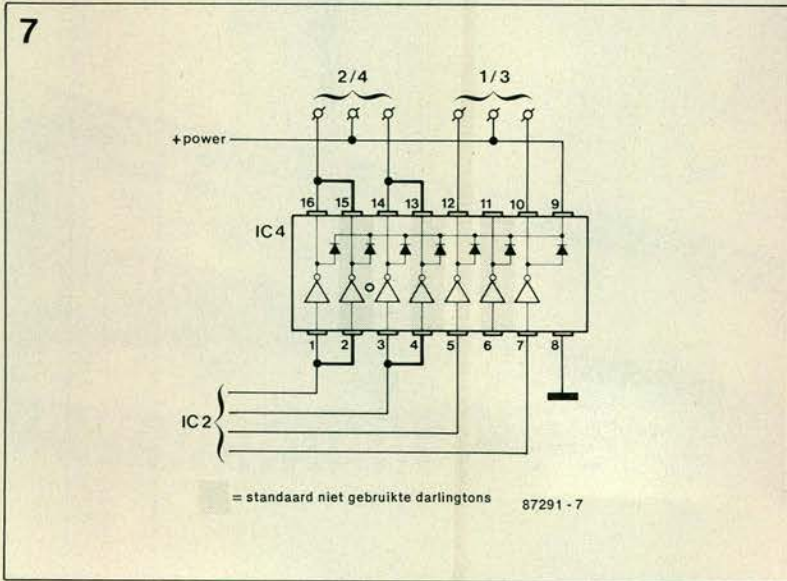 7
2/4 1/3
+power
16 15 14 13 12 11 10 9
IC4
1 2 3 4 5 6 7 8
IC2
= standaard niet gebruikte darlingtons
87291 - 7